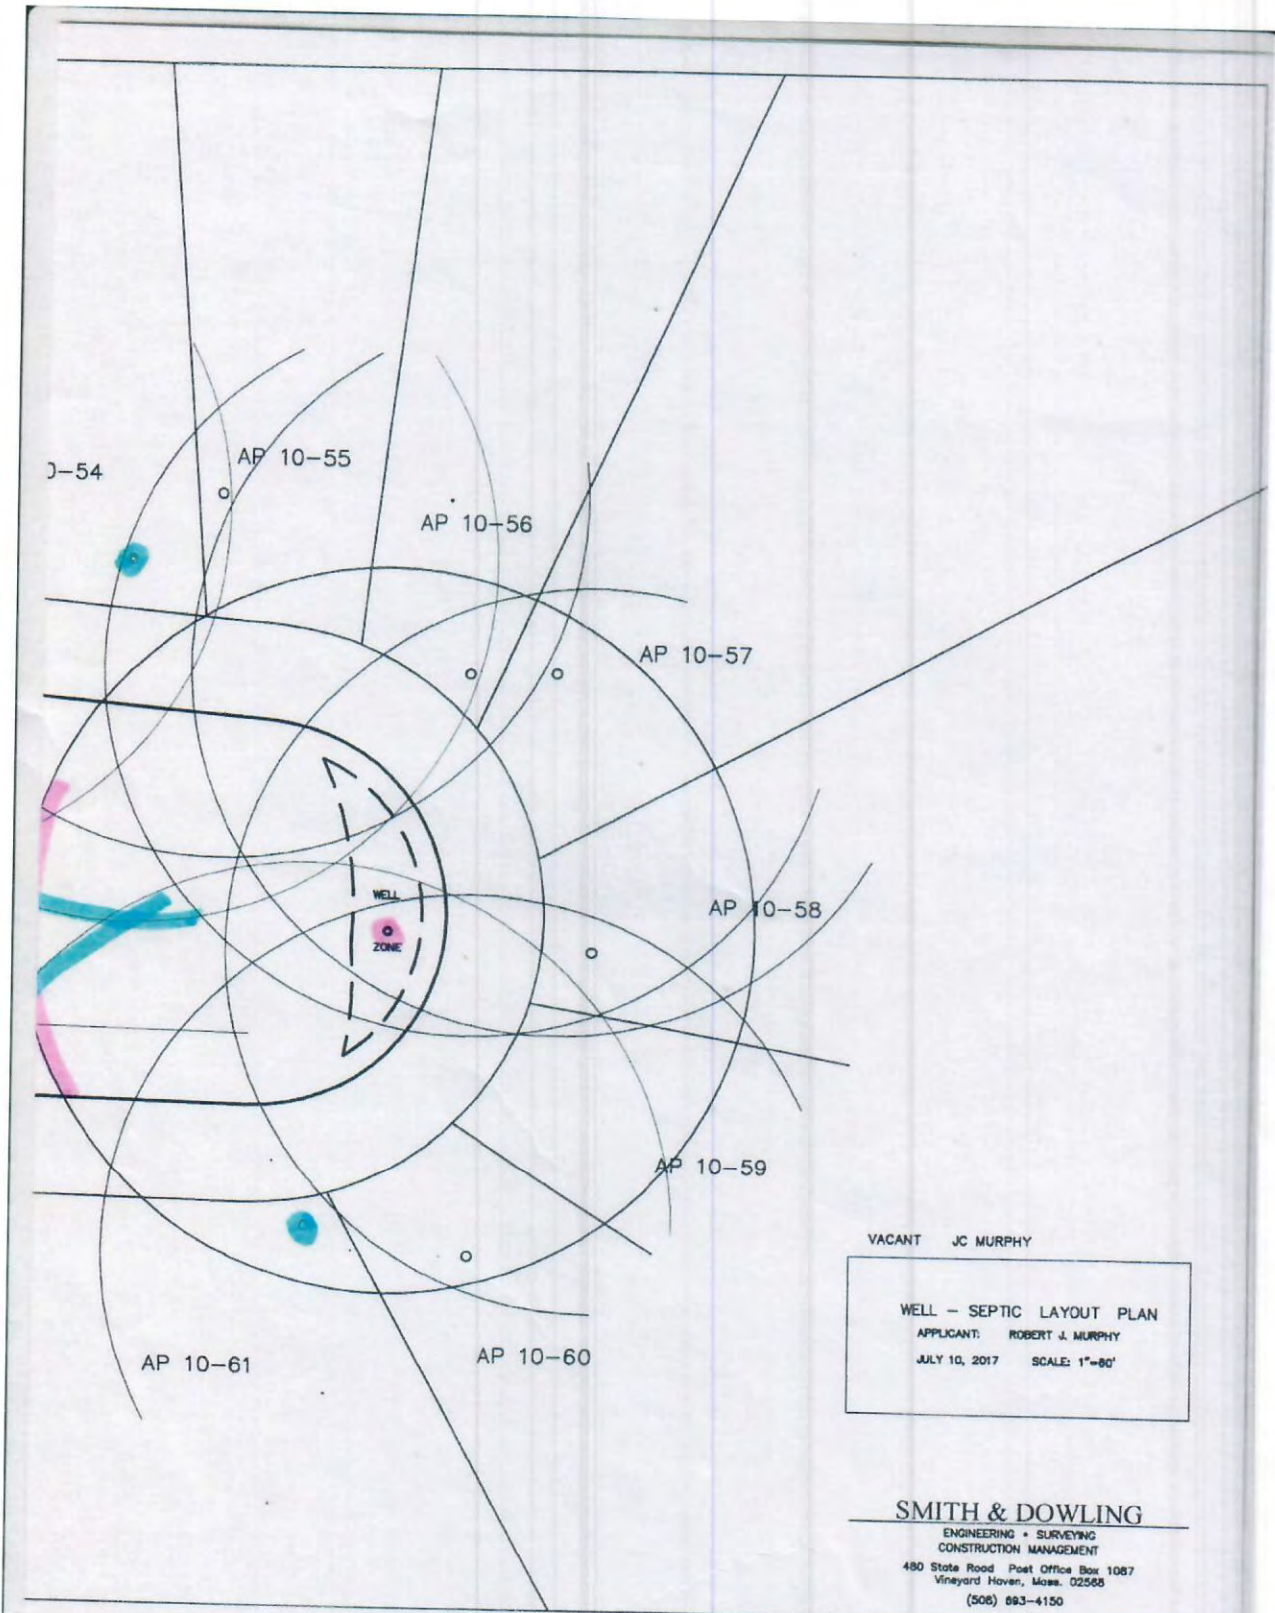 AP 10-55
0-54
AP 10-56
AP 10-57
WELL
ZONE
AP 10-58
AP 10-59
AP 10-61
AP 10-60
VACANT JC MURPHY
WELL - SEPTIC LAYOUT PLAN
APPLICANT: ROBERT J. MURPHY
JULY 10, 2017 SCALE: 1"=60'
SMITH & DOWLING
ENGINEERING • SURVEYING
CONSTRUCTION MANAGEMENT
480 State Road Post Office Box 1087
Vineyard Haven, Mass. 02568
(508) 693-4150